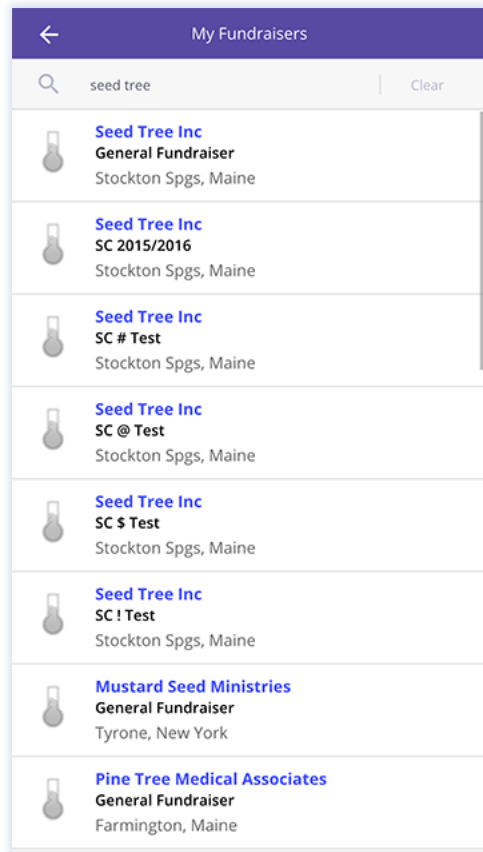 My Fundraisers
seed tree Clear
Seed Tree Inc
General Fundraiser
Stockton Spgs, Maine
Seed Tree Inc
SC 2015/2016
Stockton Spgs, Maine
Seed Tree Inc
SC # Test
Stockton Spgs, Maine
Seed Tree Inc
SC @ Test
Stockton Spgs, Maine
Seed Tree Inc
SC $ Test
Stockton Spgs, Maine
Seed Tree Inc
SC ! Test
Stockton Spgs, Maine
Mustard Seed Ministries
General Fundraiser
Tyrone, New York
Pine Tree Medical Associates
General Fundraiser
Farmington, Maine